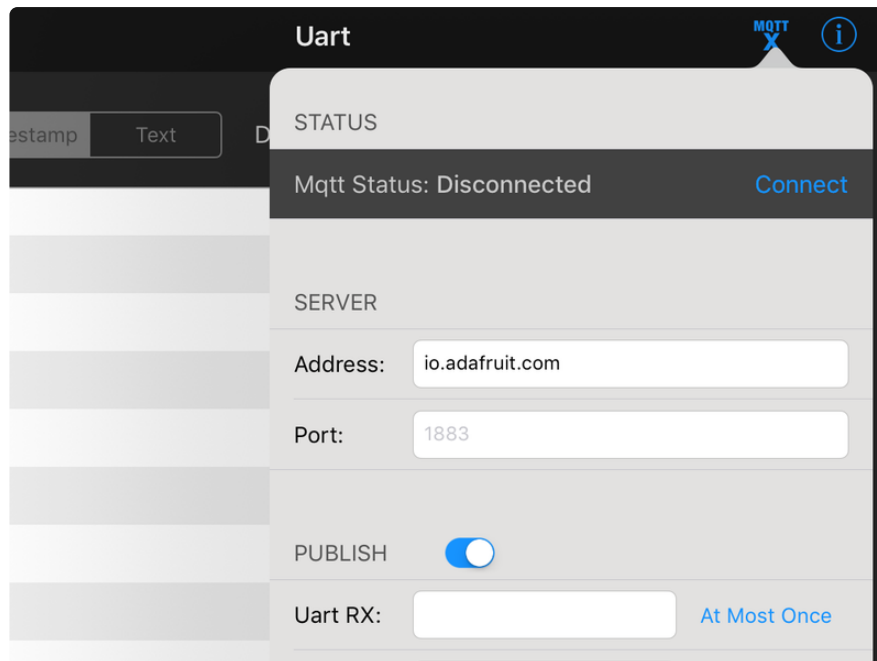 Uart
MQTT
X
i
estamp Text D
STATUS
Mqtt Status: Disconnected Connect
SERVER
Address: io.adafruit.com
Port: 1883
PUBLISH
Uart RX: At Most Once